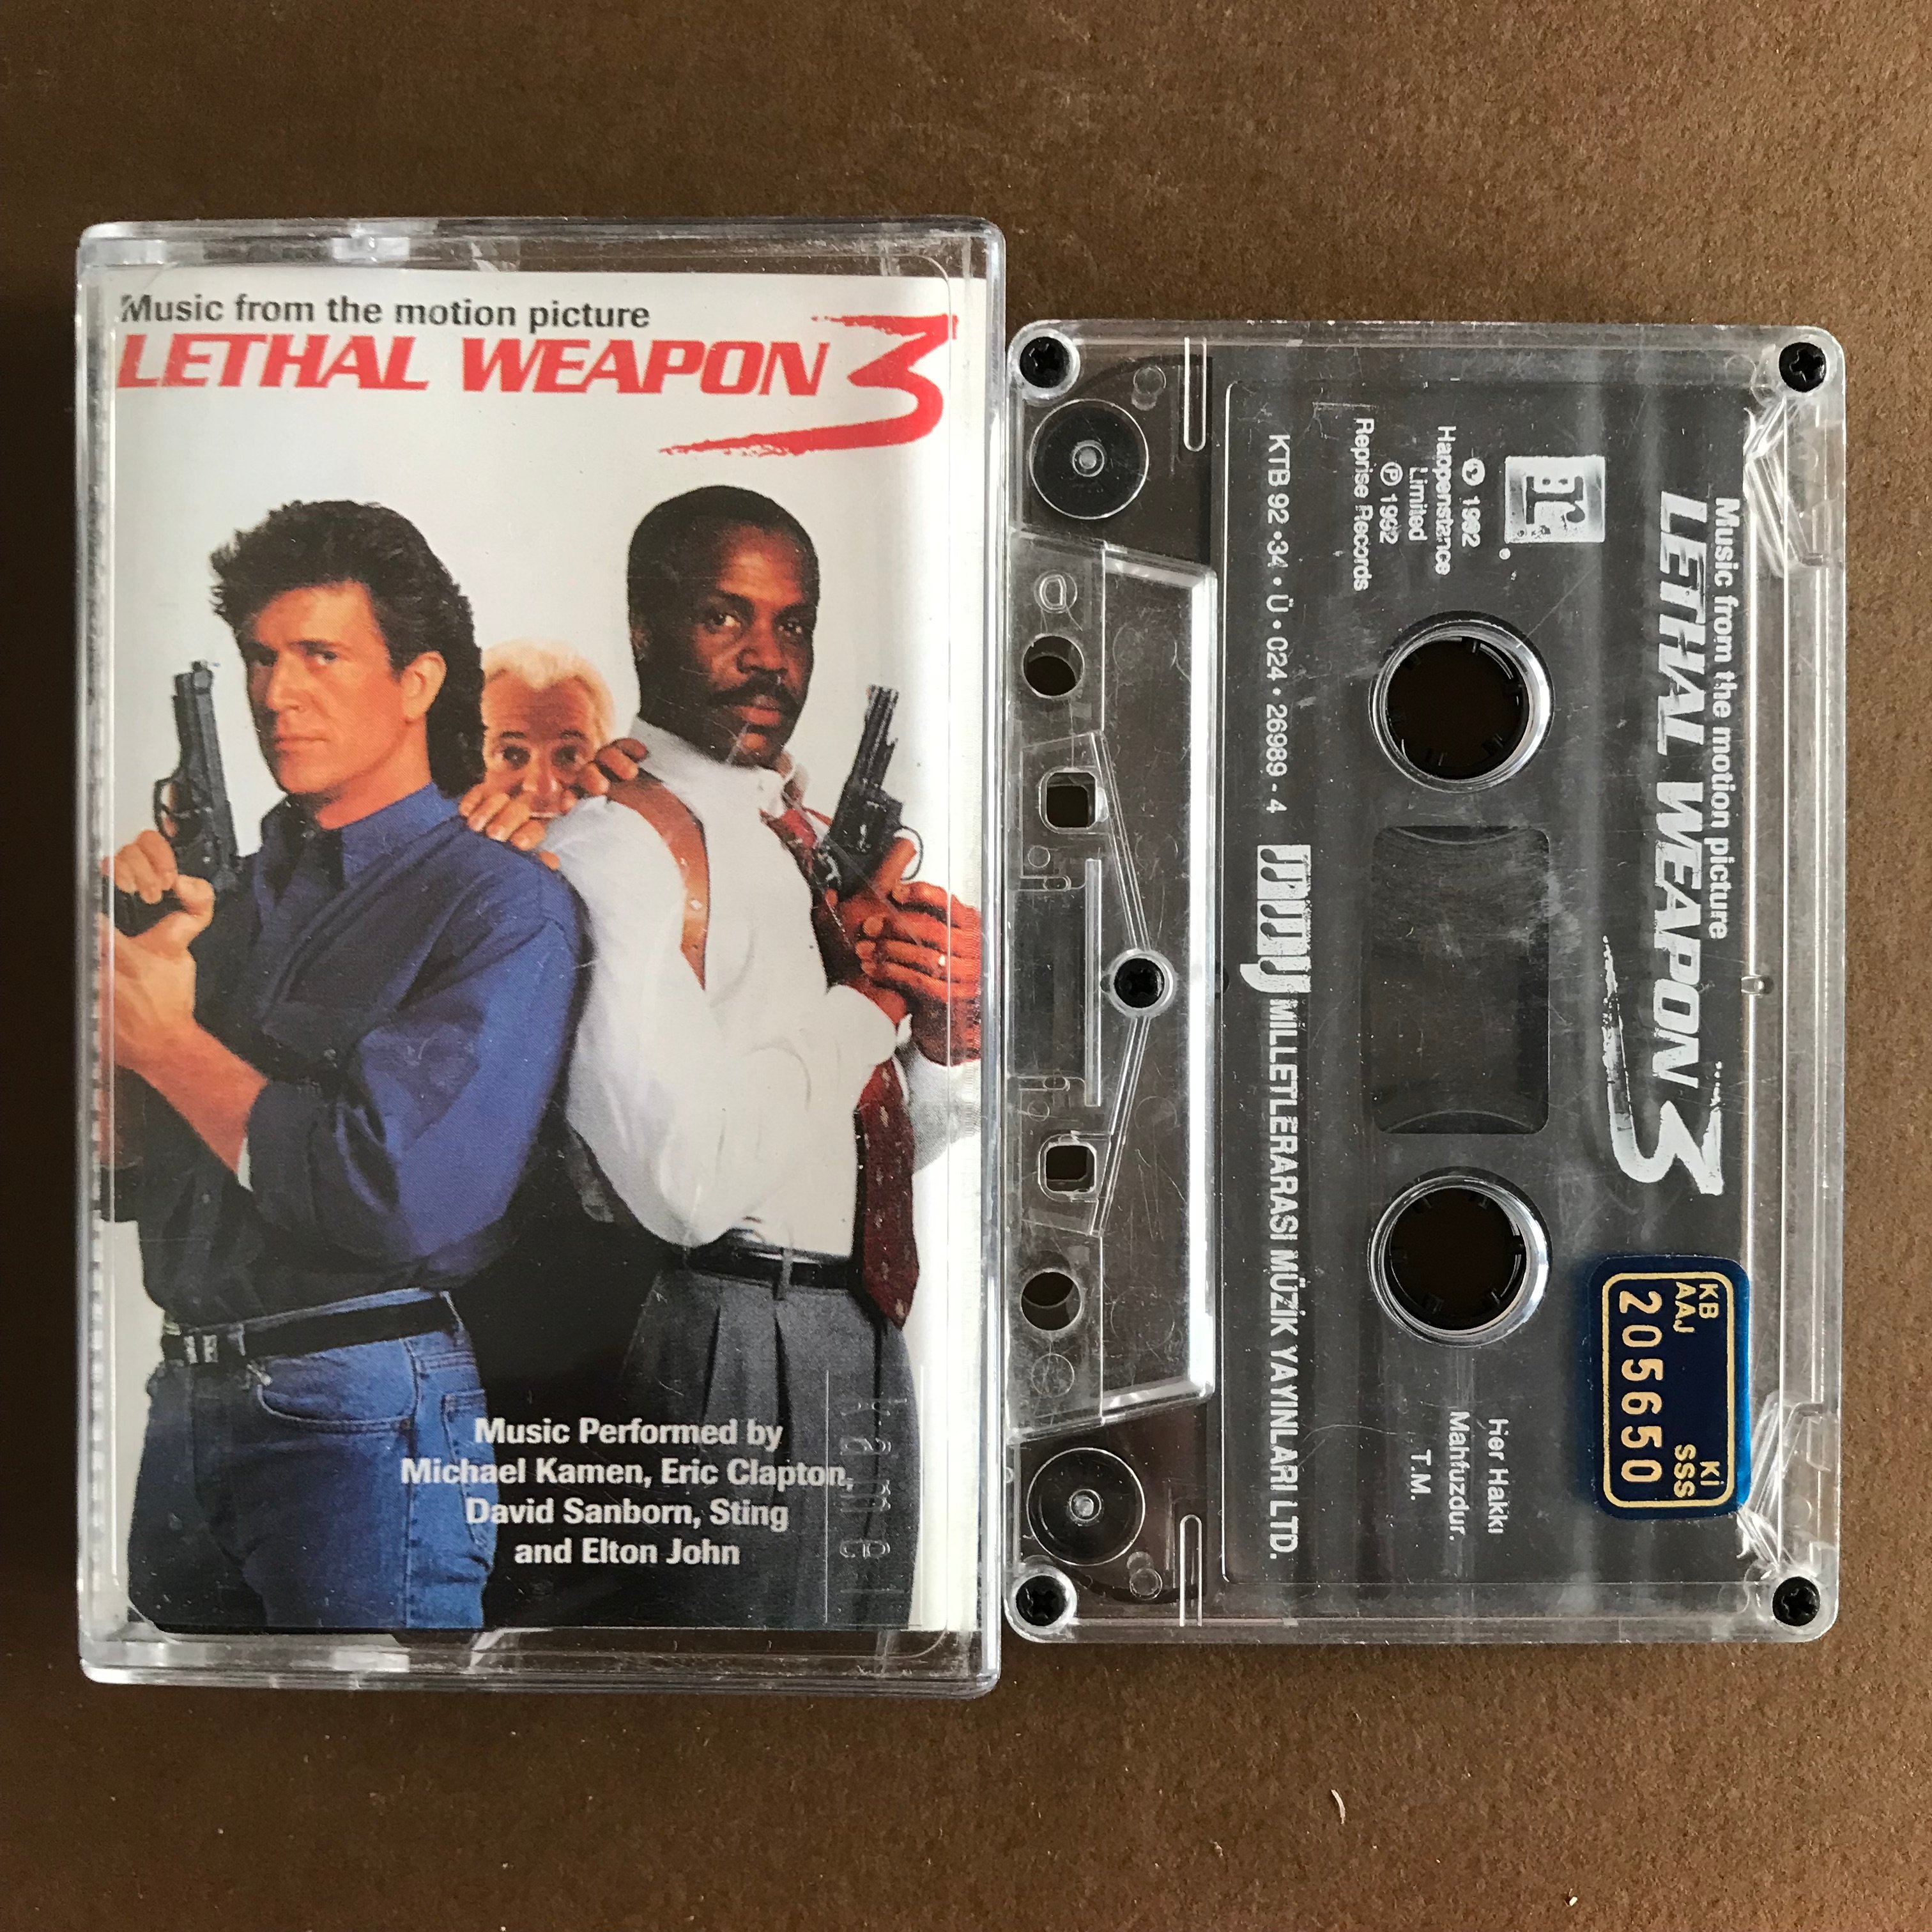 Music from the motion picture
LETHAL WEAPON 3
Music Performed by
Michael Kamen, Eric Clapton,
David Sanborn, Sting
and Elton John
Music from the motion picture
LETHAL WEAPON 3
r
℗ 1992
Happenstance
Limited
℗ 1992
Reprise Records
KB Kİ
AAJ SSS
205650
Her Hakkı
Mahfuzdur.
T.M.
KTB 92 •34 • Ü • 024 • 26989 - 4
MİLLETLERARASI MÜZİK YAYINLARI LTD.